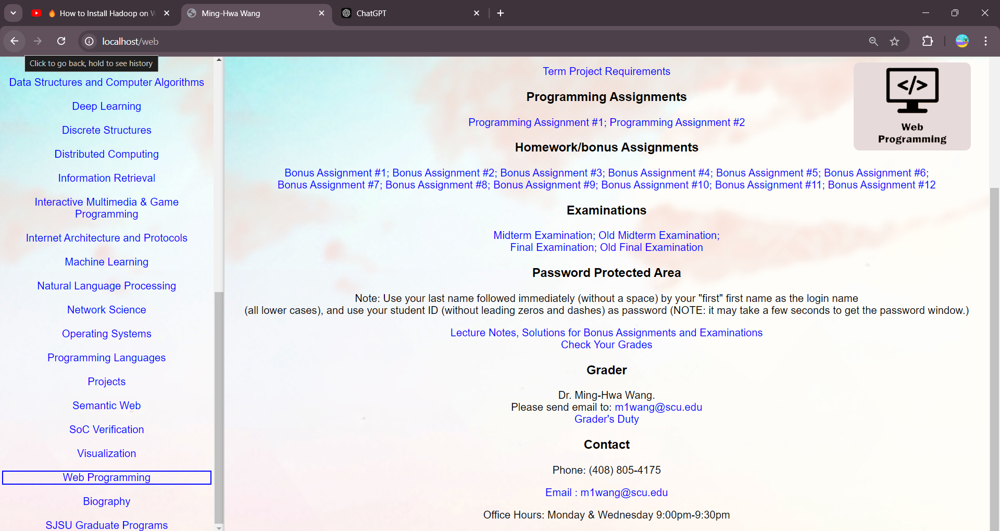 How to Install Hadoop on W
Ming-Hwa Wang
ChatGPT
localhost/web
Click to go back, hold to see history
Data Structures and Computer Algorithms
Deep Learning
Discrete Structures
Distributed Computing
Information Retrieval
Interactive Multimedia & Game
Programming
Internet Architecture and Protocols
Machine Learning
Natural Language Processing
Network Science
Operating Systems
Programming Languages
Projects
Semantic Web
SoC Verification
Visualization
Web Programming
Biography
SJSU Graduate Programs
Term Project Requirements
Programming Assignments
Programming Assignment #1; Programming Assignment #2
Homework/bonus Assignments
Bonus Assignment #1; Bonus Assignment #2; Bonus Assignment #3; Bonus Assignment #4; Bonus Assignment #5; Bonus Assignment #6;
Bonus Assignment #7; Bonus Assignment #8; Bonus Assignment #9; Bonus Assignment #10; Bonus Assignment #11; Bonus Assignment #12
Examinations
Midterm Examination; Old Midterm Examination;
Final Examination; Old Final Examination
Password Protected Area
Note: Use your last name followed immediately (without a space) by your "first" first name as the login name
(all lower cases), and use your student ID (without leading zeros and dashes) as password (NOTE: it may take a few seconds to get the password window.)
Lecture Notes, Solutions for Bonus Assignments and Examinations
Check Your Grades
Grader
Dr. Ming-Hwa Wang.
Please send email to: m1wang@scu.edu
Grader's Duty
Contact
Phone: (408) 805-4175
Email : m1wang@scu.edu
Office Hours: Monday & Wednesday 9:00pm-9:30pm
</>
Web
Programming